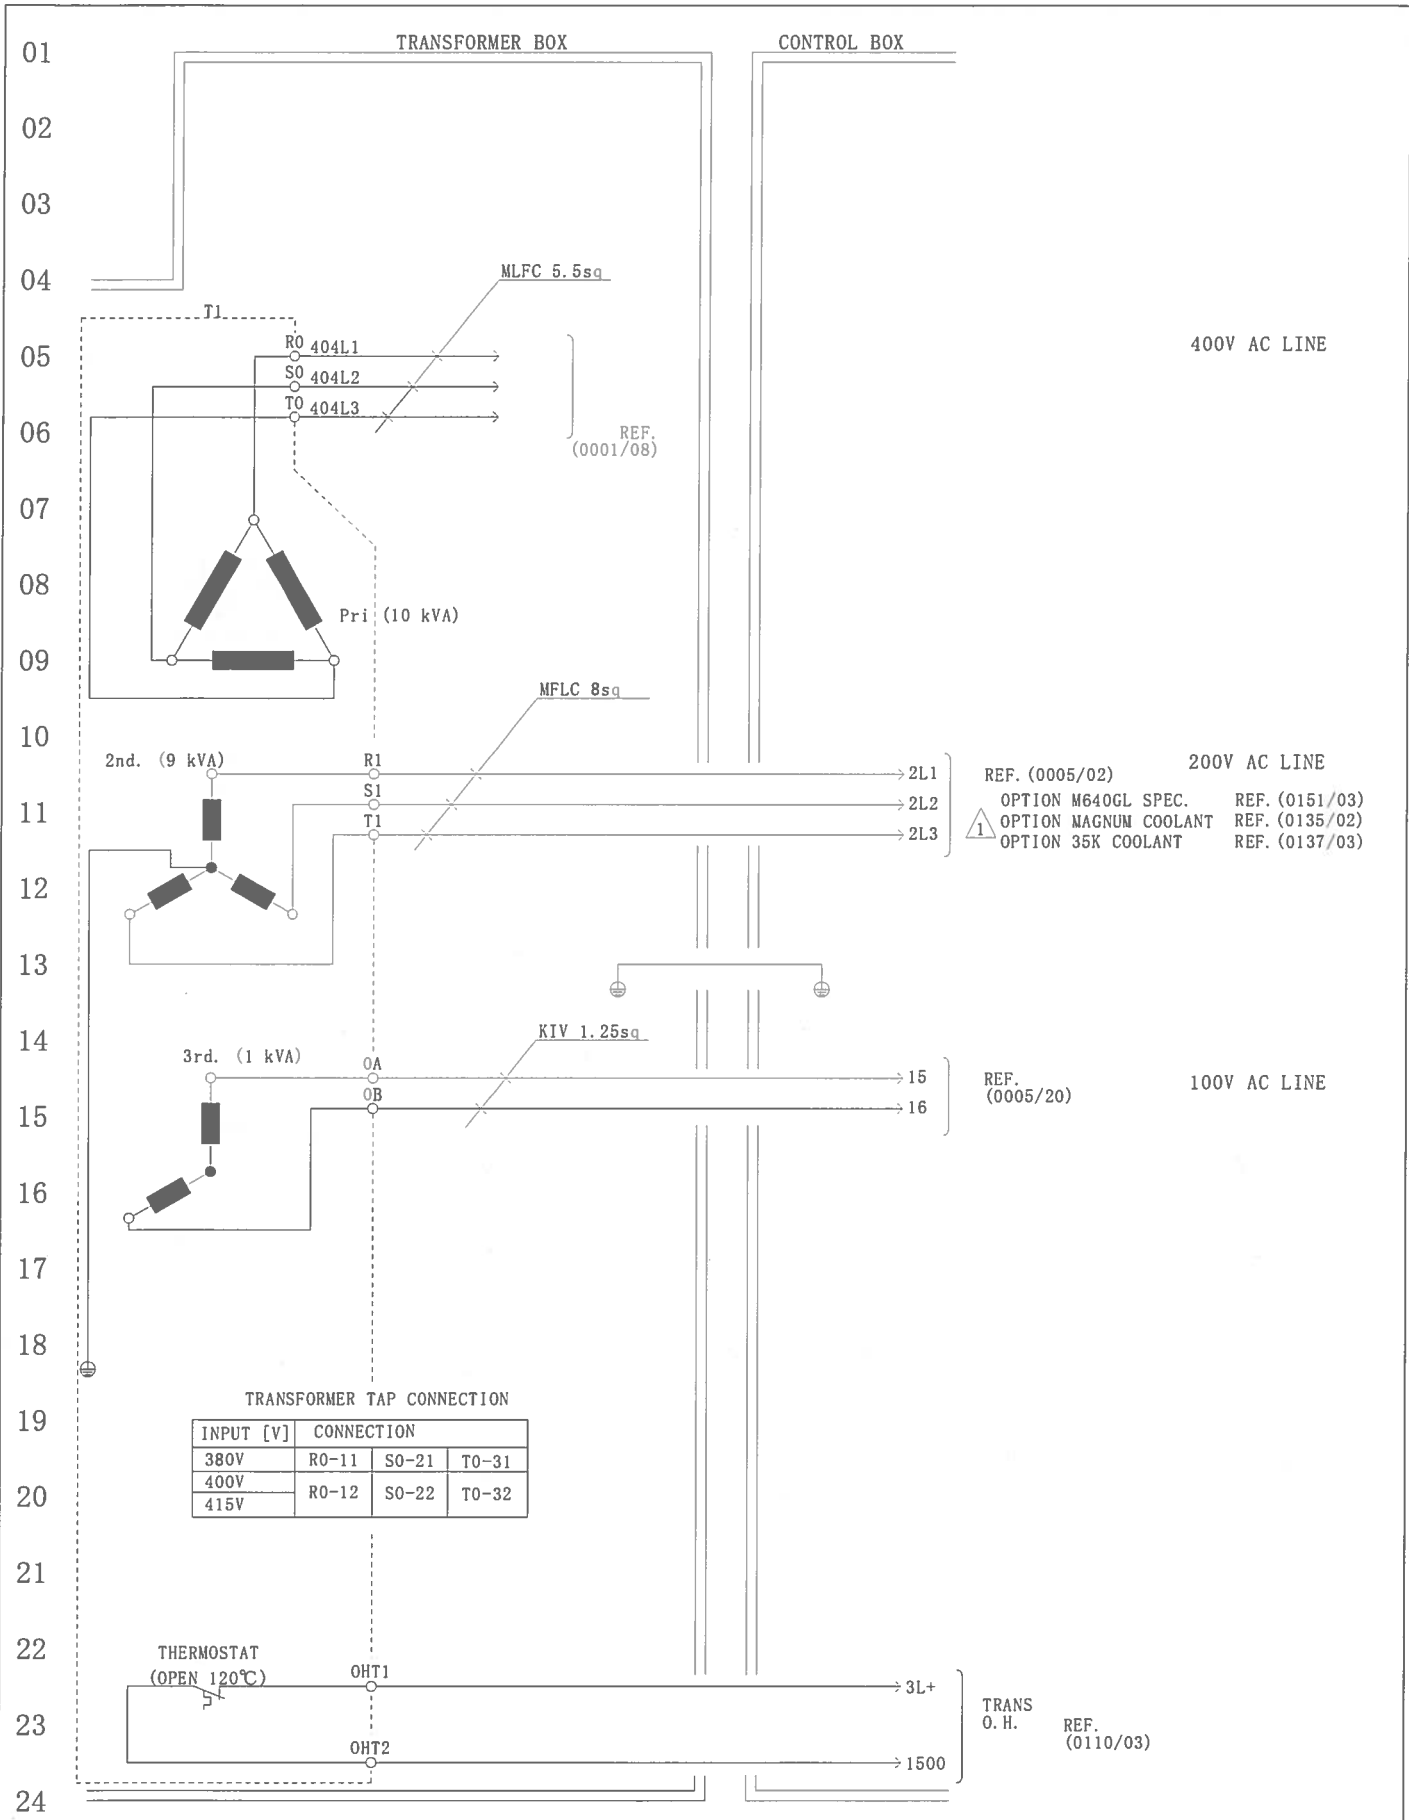 TRANSFORMER BOX
CONTROL BOX
01
02
03
04
MLFC 5.5sq
T1
05
R0 404L1
400V AC LINE
S0 404L2
T0 404L3
06
REF.
(0001/08)
07
08
Pri (10 kVA)
09
MFLC 8sq
10
2nd. (9 kVA)
R1
2L1
REF. (0005/02)
200V AC LINE
S1
11
2L2
OPTION M640GL SPEC. REF. (0151/03)
1
OPTION MAGNUM COOLANT REF. (0135/02)
T1
2L3
OPTION 35K COOLANT REF. (0137/03)
12
13
14
KIV 1.25sq
3rd. (1 kVA)
0A
15
REF.
(0005/20)
100V AC LINE
0B
15
16
16
17
18
TRANSFORMER TAP CONNECTION
19
INPUT [V] CONNECTION
380V R0-11 S0-21 T0-31
400V
20
R0-12 S0-22 T0-32
415V
21
22
THERMOSTAT
(OPEN 120℃)
OHT1
3L+
TRANS
O.H.
23
REF.
(0110/03)
OHT2
1500
24